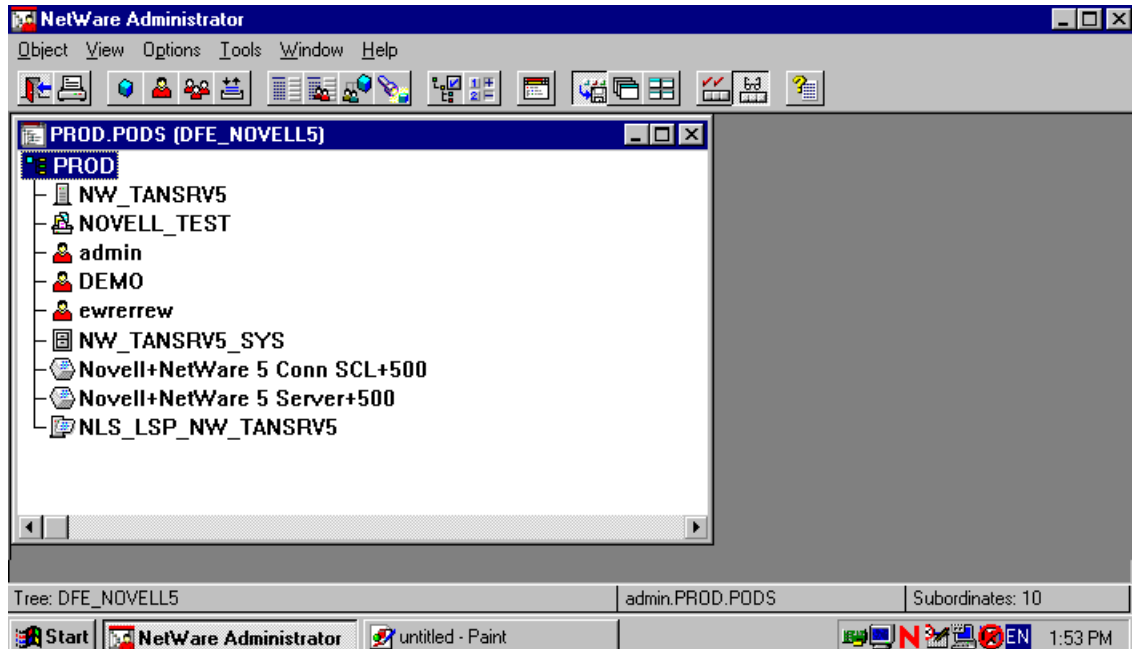 NetWare Administrator
Object View Options Tools Window Help
PROD.PODS (DFE_NOVELL5)
PROD
NW_TANSRV5
NOVELL_TEST
admin
DEMO
ewrerrew
NW_TANSRV5_SYS
Novell+NetWare 5 Conn SCL+500
Novell+NetWare 5 Server+500
NLS_LSP_NW_TANSRV5
Tree: DFE_NOVELL5 admin.PROD.PODS Subordinates: 10
Start NetWare Administrator untitled - Paint N EN 1:53 PM